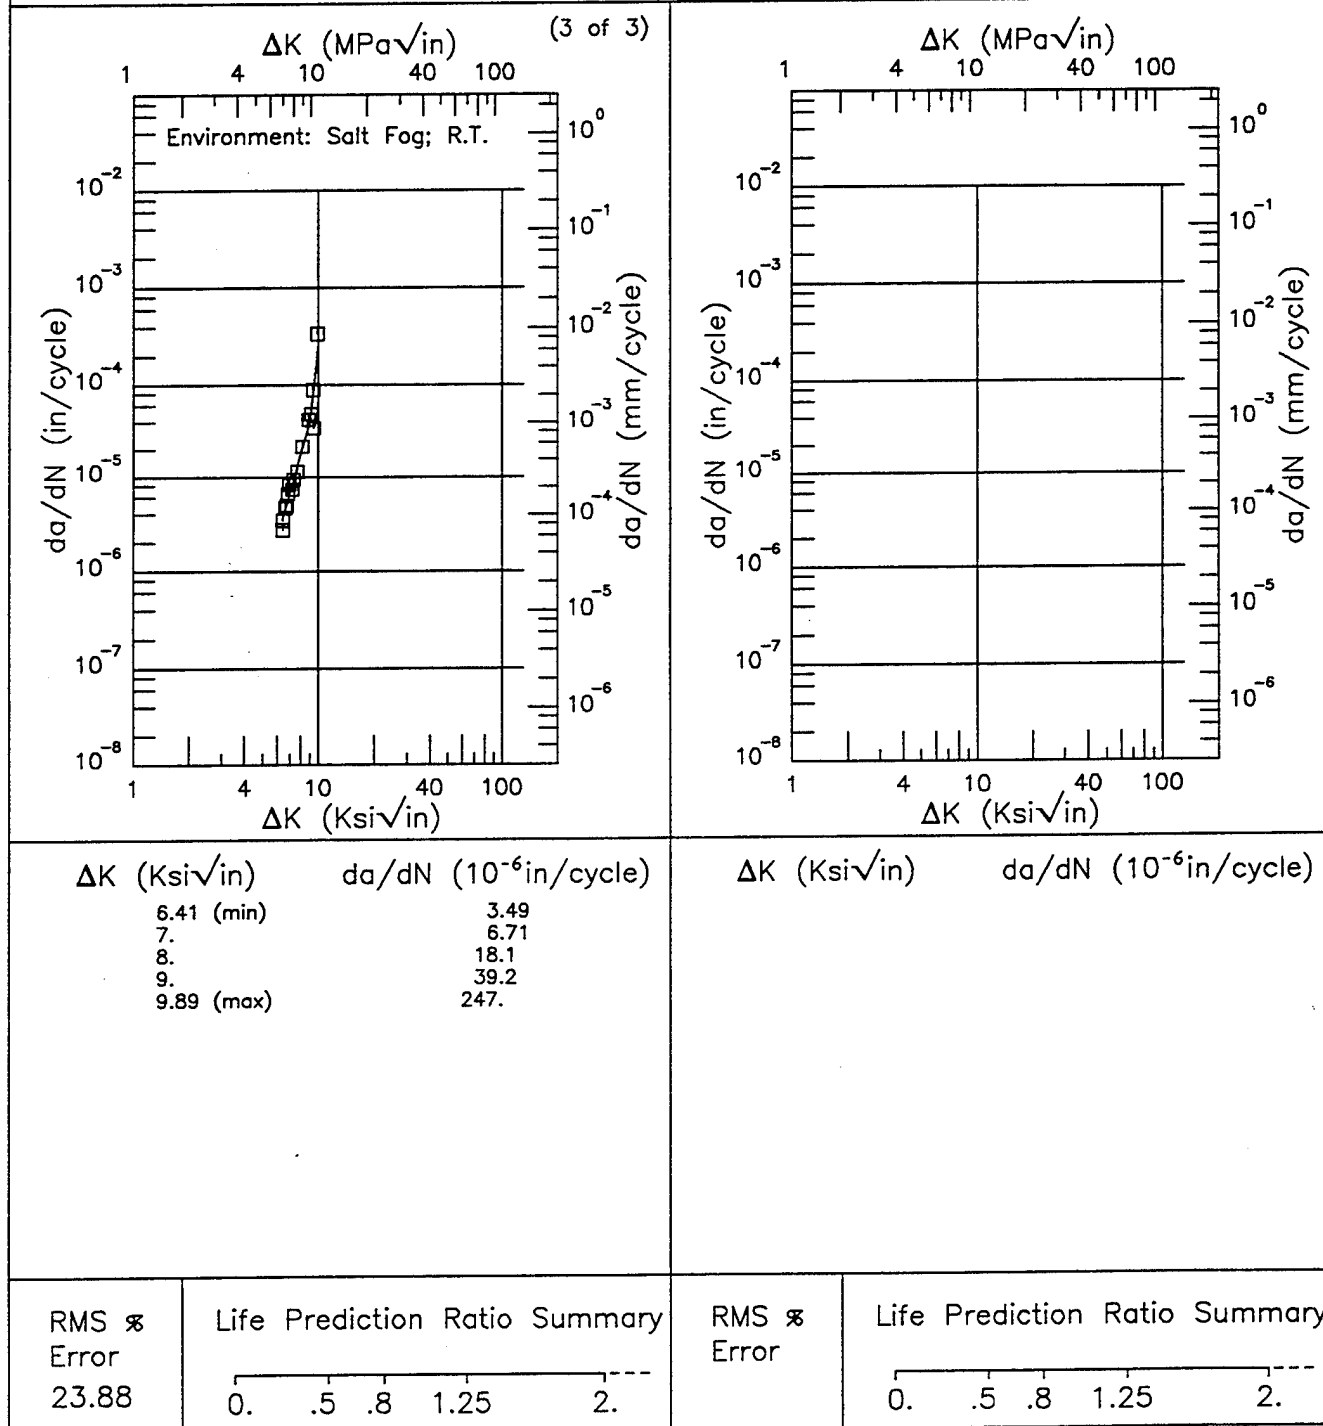 (3 of 3)
ΔK (MPa√in)
1 4 10 40 100
Environment: Salt Fog; R.T.
10⁻²
10⁻³
10⁻⁴
10⁻⁵
10⁻⁶
10⁻⁷
10⁻⁸
da/dN (in/cycle)
10⁰
10⁻¹
10⁻²
10⁻³
10⁻⁴
10⁻⁵
10⁻⁶
da/dN (mm/cycle)
1 4 10 40 100
ΔK (Ksi√in)
ΔK (MPa√in)
1 4 10 40 100
10⁻²
10⁻³
10⁻⁴
10⁻⁵
10⁻⁶
10⁻⁷
10⁻⁸
da/dN (in/cycle)
10⁰
10⁻¹
10⁻²
10⁻³
10⁻⁴
10⁻⁵
10⁻⁶
da/dN (mm/cycle)
1 4 10 40 100
ΔK (Ksi√in)
ΔK (Ksi√in) da/dN (10⁻⁶in/cycle)
6.41 (min) 3.49
7. 6.71
8. 18.1
9. 39.2
9.89 (max) 247.
ΔK (Ksi√in) da/dN (10⁻⁶in/cycle)
RMS %
Error
23.88
Life Prediction Ratio Summary
0. .5 .8 1.25 2.
RMS %
Error
Life Prediction Ratio Summary
0. .5 .8 1.25 2.